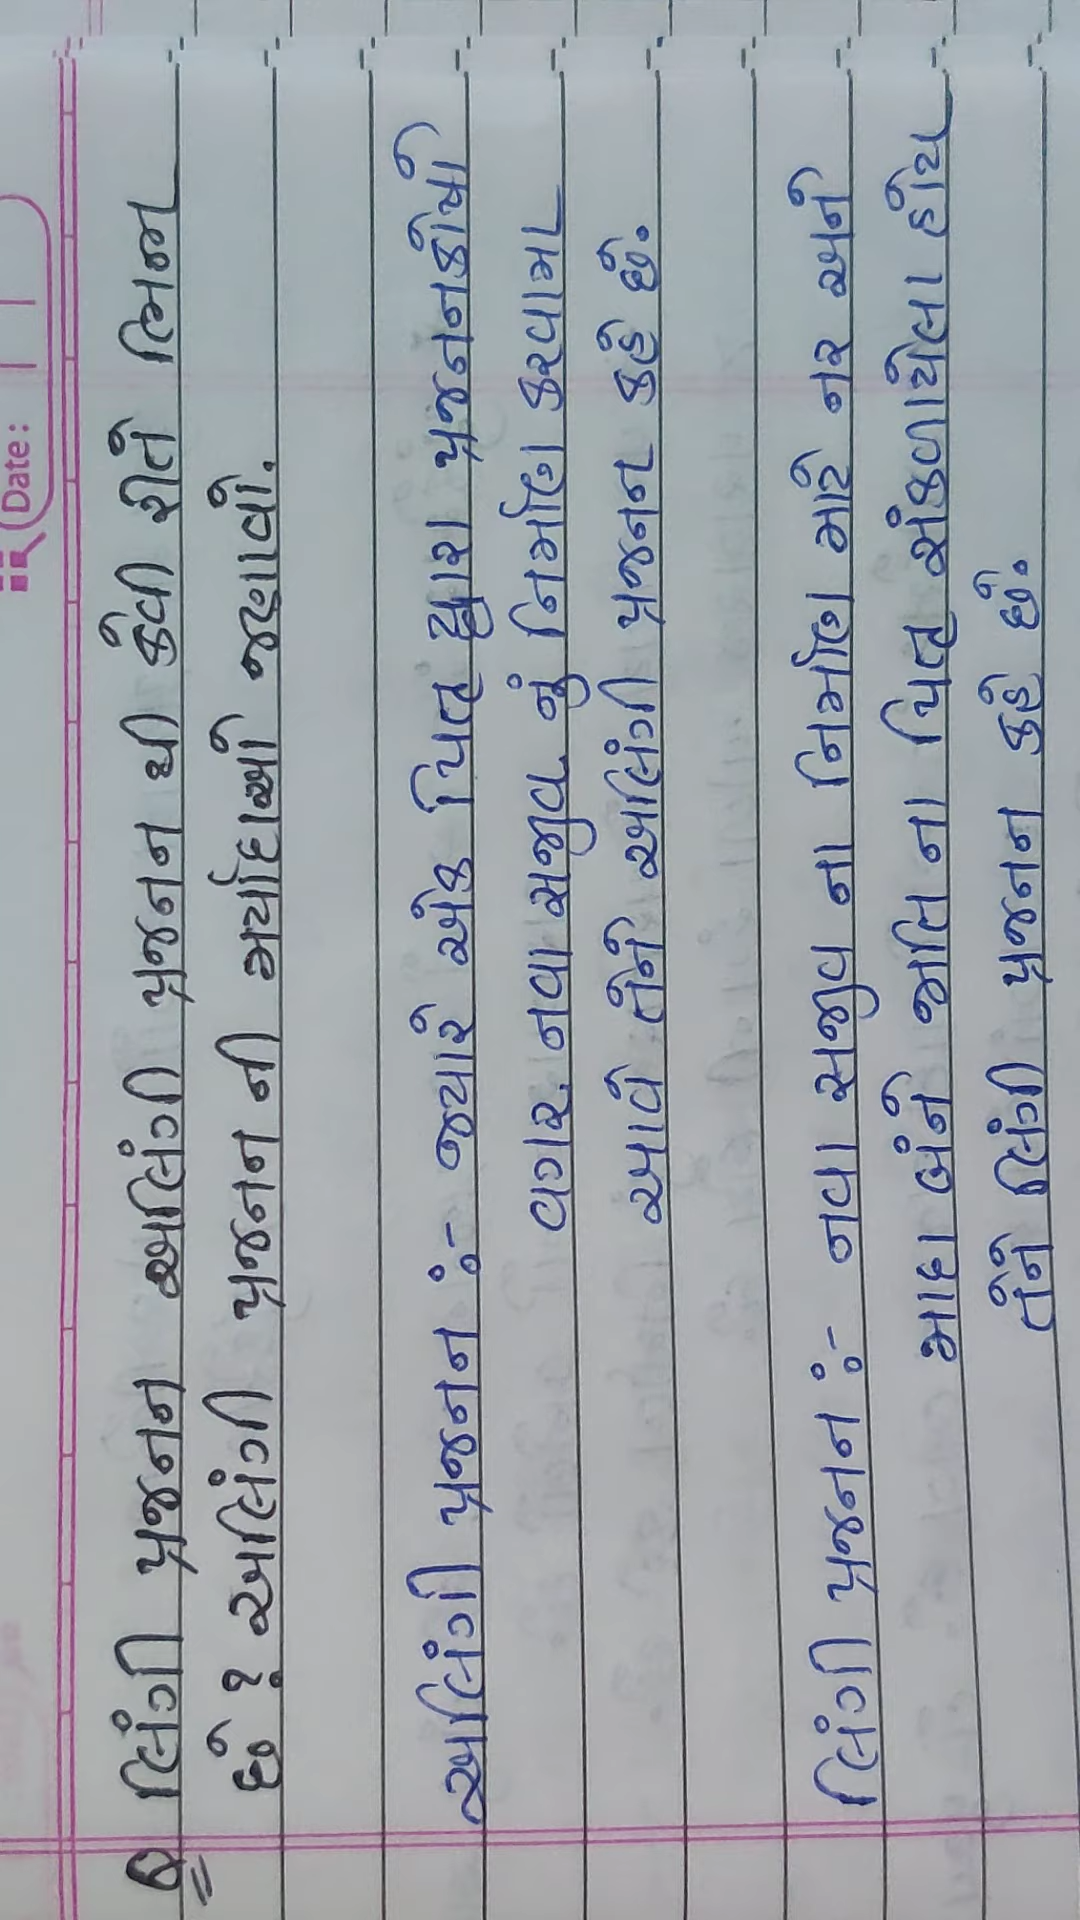 Date:
Q લિંગી પ્રજનન અલિંગી પ્રજનન થી કેવી રીતે ભિન્ન
છે ? અલિંગી પ્રજનન ની મર્યાદાઓ જણાવો.
અલિંગી પ્રજનન :- જ્યારે એક પિતૃ દ્વારા પ્રજનનકોષો
વગર નવા સજીવ નું નિર્માણ કરવામા
આવે તેને અલિંગી પ્રજનન કહે છે.
લિંગી પ્રજનન :- નવા સજીવ ના નિર્માણ માટે નર અને
માદા બંને જાતિ ના પિતૃ સંકળાયેલા હોય
તેને લિંગી પ્રજનન કહે છે.